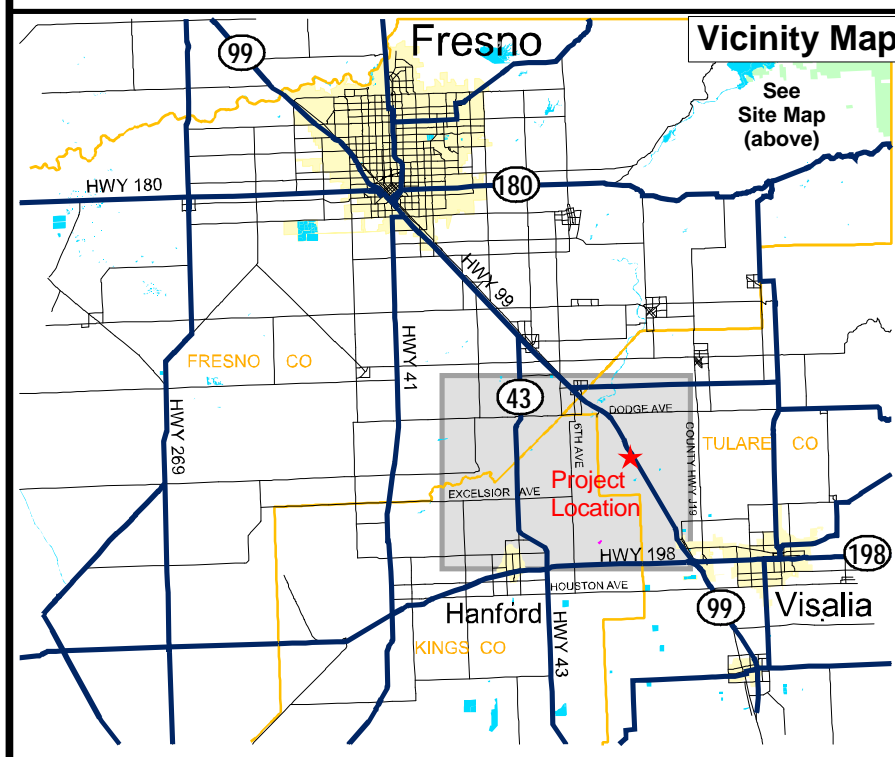 Fresno
Vicinity Map
99
See
Site Map
(above)
HWY 180
180
HWY 99
FRESNO CO
HWY 41
HWY 269
43
DODGE AVE
6TH AVE
COUNTY HWY J19
TULARE CO
Project
Location
EXCELSIOR AVE
HWY 198
198
HOUSTON AVE
Hanford
99
Visalia
KINGS CO
HWY 43